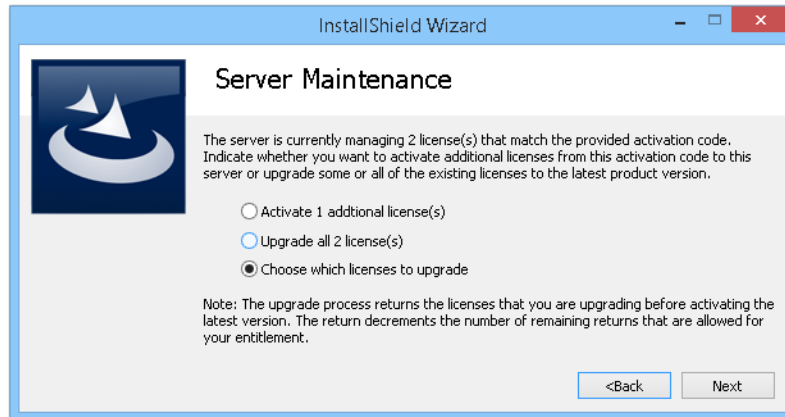 InstallShield Wizard
Server Maintenance
The server is currently managing 2 license(s) that match the provided activation code.
Indicate whether you want to activate additional licenses from this activation code to this
server or upgrade some or all of the existing licenses to the latest product version.
Activate 1 addtional license(s)
Upgrade all 2 license(s)
Choose which licenses to upgrade
Note: The upgrade process returns the licenses that you are upgrading before activating the
latest version. The return decrements the number of remaining returns that are allowed for
your entitlement.
<Back Next